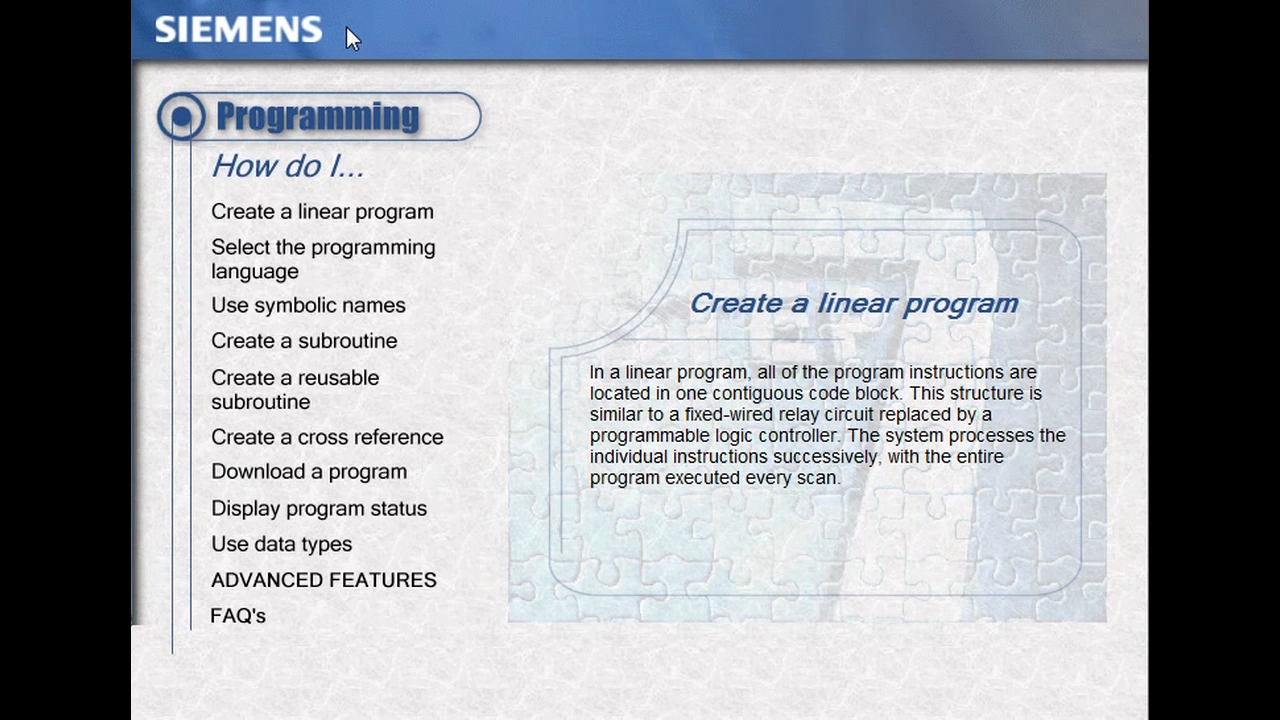 SIEMENS
Programming
How do I...
Create a linear program
Select the programming
language
Use symbolic names
Create a subroutine
Create a reusable
subroutine
Create a cross reference
Download a program
Display program status
Use data types
ADVANCED FEATURES
FAQ's
Create a linear program
In a linear program, all of the program instructions are
located in one contiguous code block. This structure is
similar to a fixed-wired relay circuit replaced by a
programmable logic controller. The system processes the
individual instructions successively, with the entire
program executed every scan.